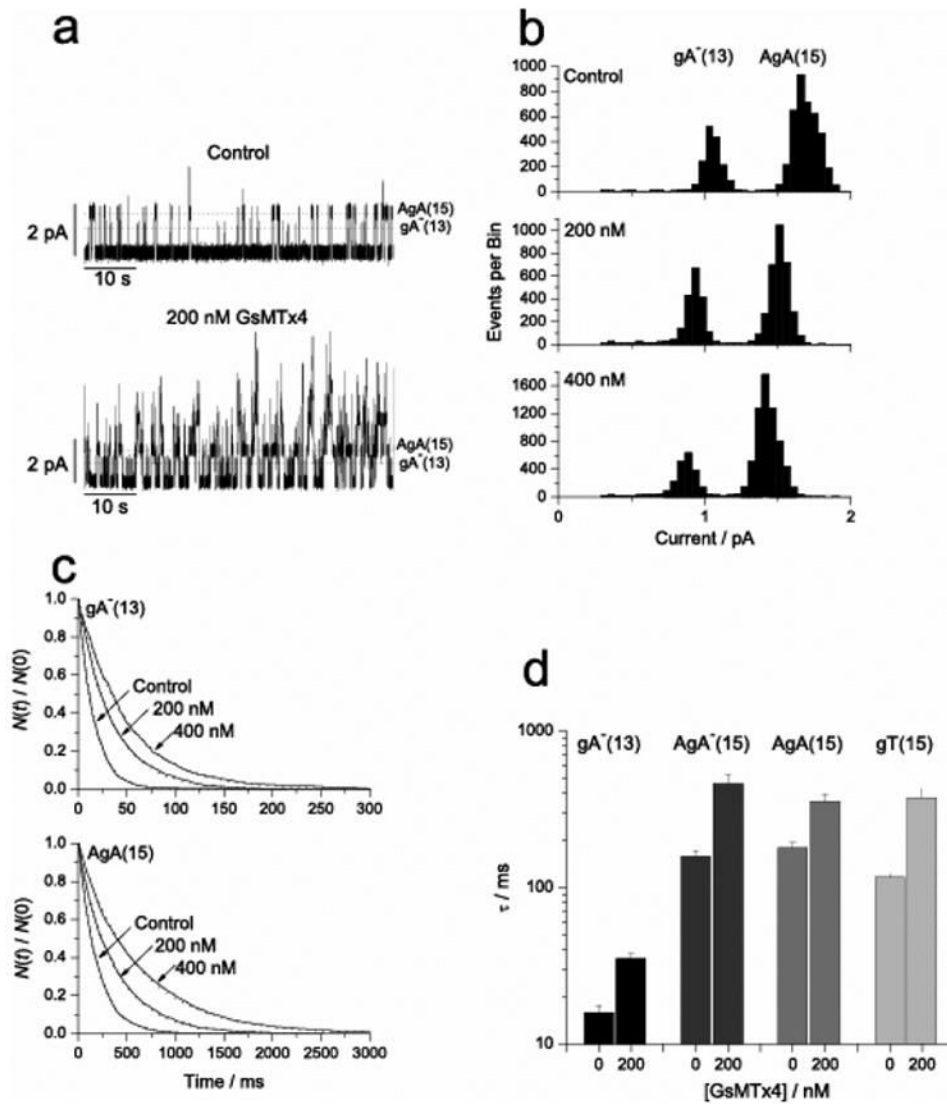 a
Control
AgA(15)
gA⁻(13)
2 pA
10 s
200 nM GsMTx4
AgA(15)
gA⁻(13)
2 pA
10 s
b
gA⁻(13) AgA(15)
Control
1000
800
600
400
200
0
200 nM
1000
800
600
400
200
0
400 nM
1600
1200
800
400
0
Events per Bin
0 1 2
Current / pA
c
gA⁻(13)
1.0
0.8
0.6
0.4
0.2
0.0
N(t) / N(0)
Control
200 nM
400 nM
0 50 100 150 200 250 300
AgA(15)
1.0
0.8
0.6
0.4
0.2
0.0
N(t) / N(0)
Control
200 nM
400 nM
0 500 1000 1500 2000 2500 3000
Time / ms
d
1000
100
10
τ / ms
gA⁻(13) AgA⁻(15) AgA(15) gT(15)
0 200 0 200 0 200 0 200
[GsMTx4] / nM